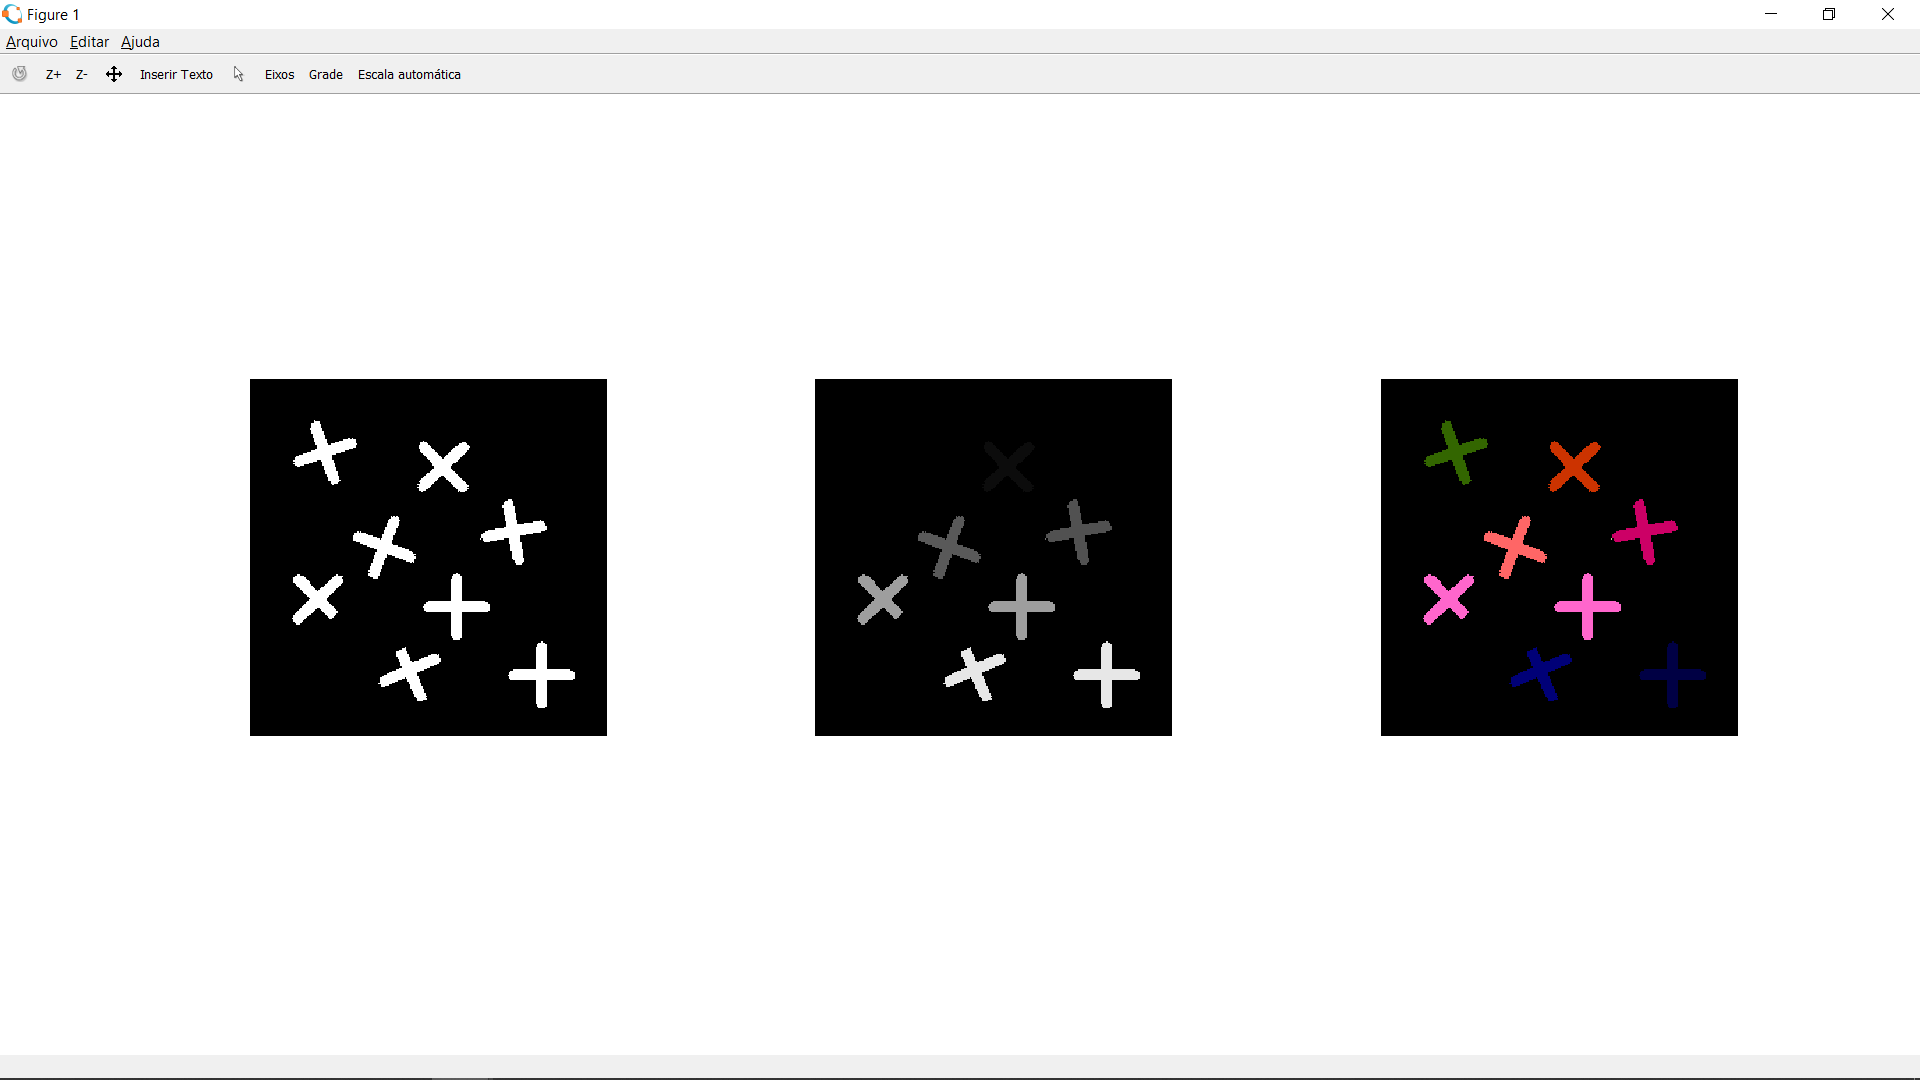 Figure 1
Arquivo Editar Ajuda
Z+ Z- Inserir Texto Eixos Grade Escala automática